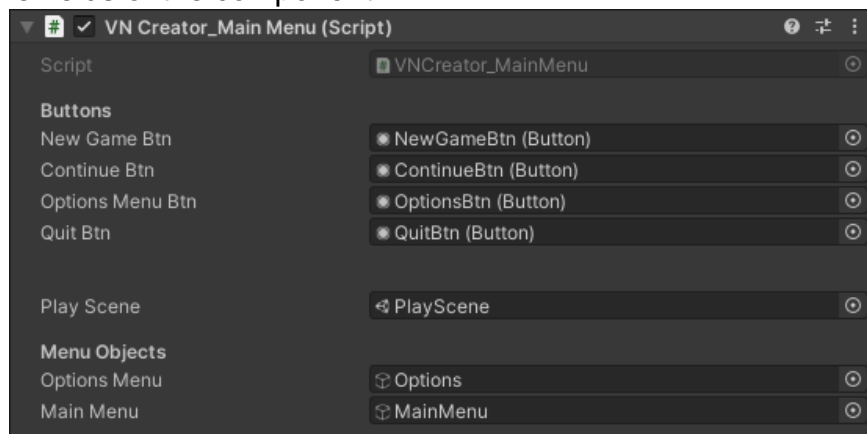 VN Creator_Main Menu (Script)
Script VNCreator_MainMenu
Buttons
New Game Btn NewGameBtn (Button)
Continue Btn ContinueBtn (Button)
Options Menu Btn OptionsBtn (Button)
Quit Btn QuitBtn (Button)
Play Scene PlayScene
Menu Objects
Options Menu Options
Main Menu MainMenu